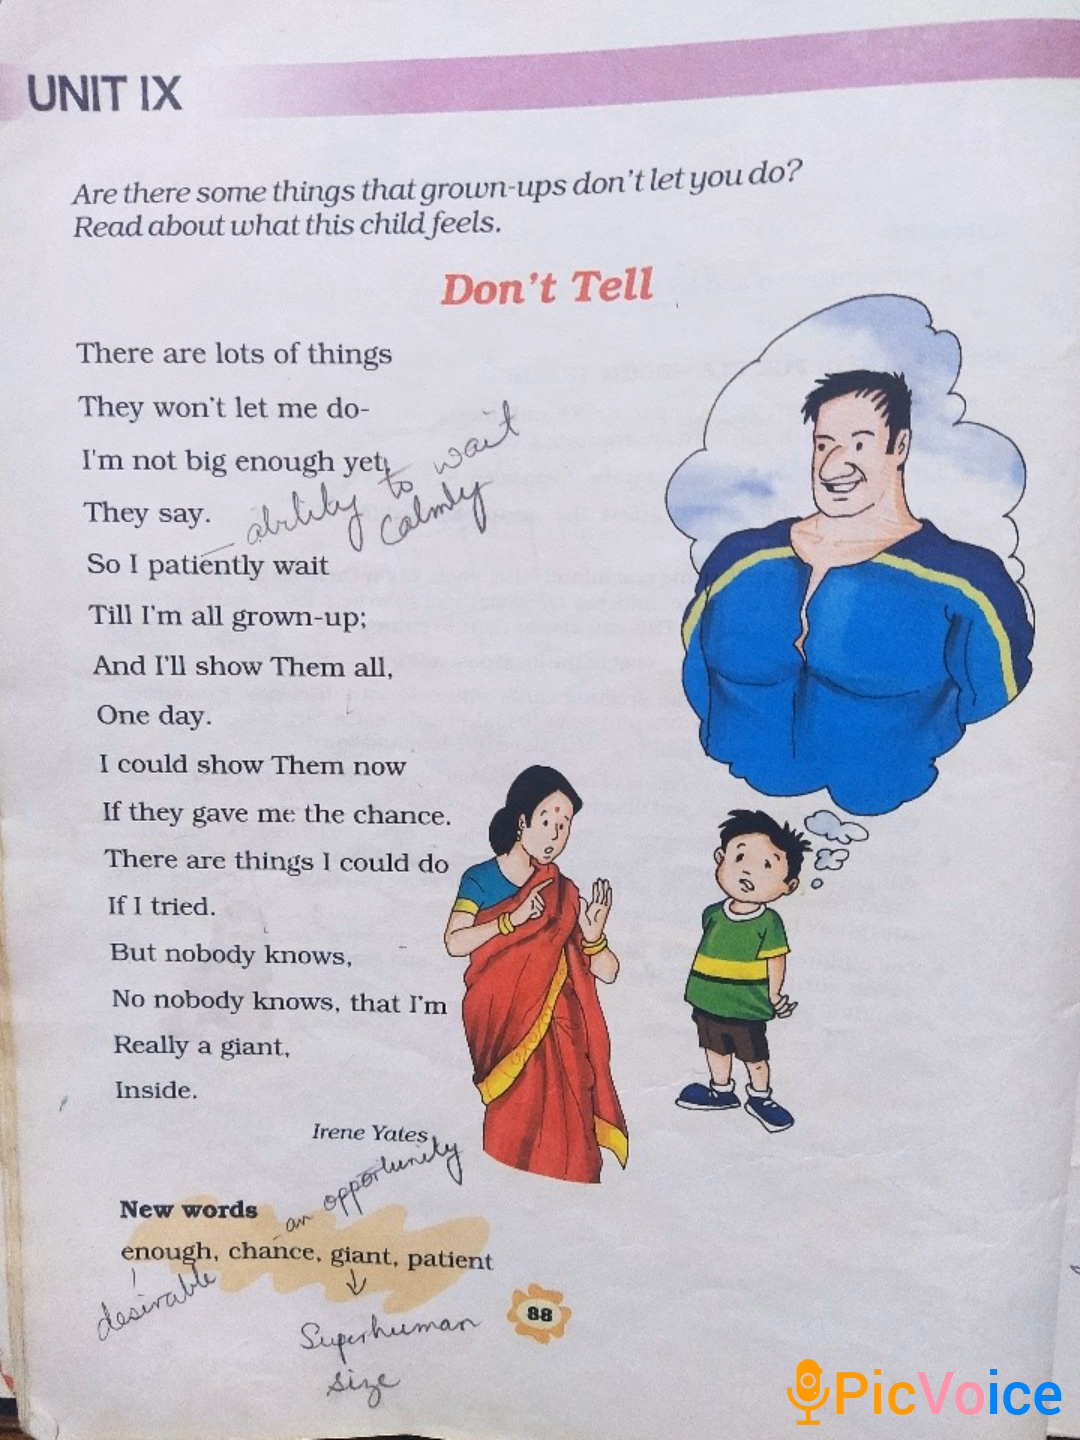 UNIT IX
Are there some things that grown-ups don't let you do?
Read about what this child feels.
Don't Tell
There are lots of things
They won't let me do-
I'm not big enough yet,
They say.
ability to wait
calmly
So I patiently wait
Till I'm all grown-up;
And I'll show Them all,
One day.
I could show Them now
If they gave me the chance.
There are things I could do
If I tried.
But nobody knows,
No nobody knows, that I'm
Really a giant,
Inside.
Irene Yates
New words
an opportunity
enough, chance, giant, patient
desirable
Superhuman
size
88
PicVoice